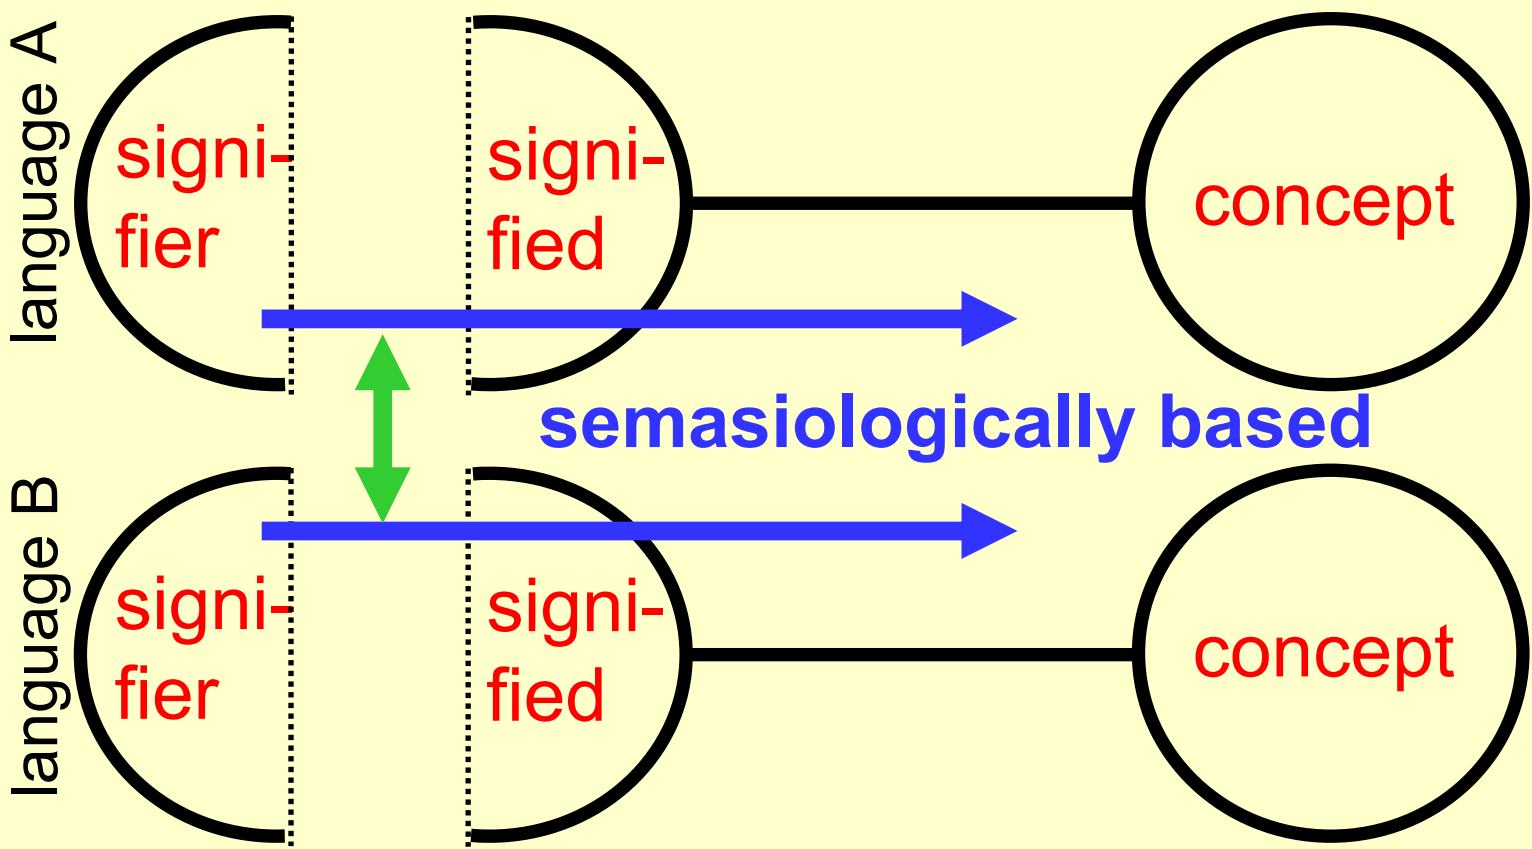 language A
signi-
fier
signi-
fied
concept
semasiologically based
language B
signi-
fier
signi-
fied
concept